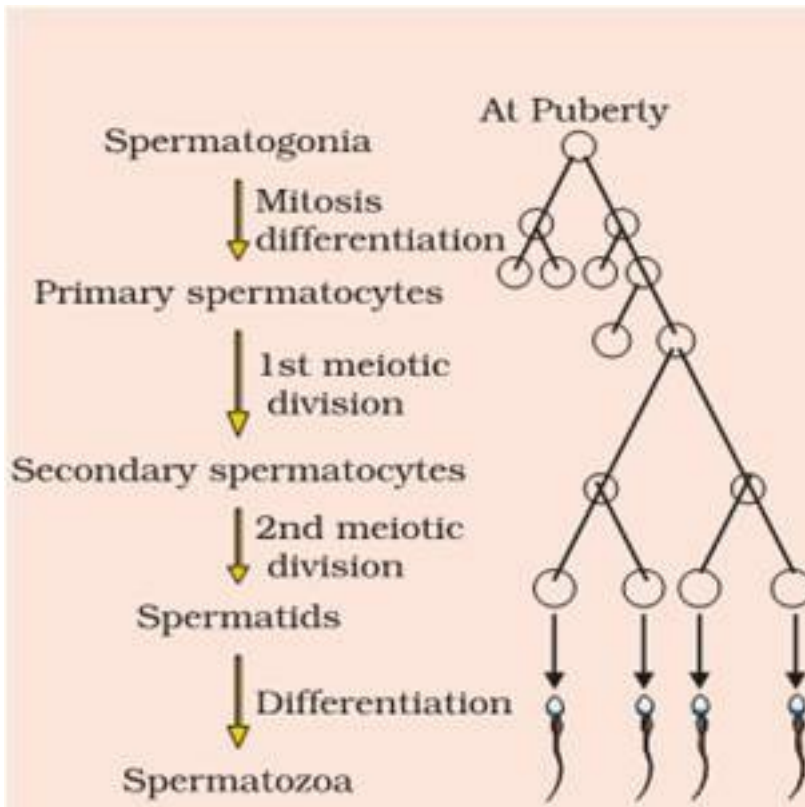 At Puberty
Spermatogonia
Mitosis
differentiation
Primary spermatocytes
1st meiotic
division
Secondary spermatocytes
2nd meiotic
division
Spermatids
Differentiation
Spermatozoa